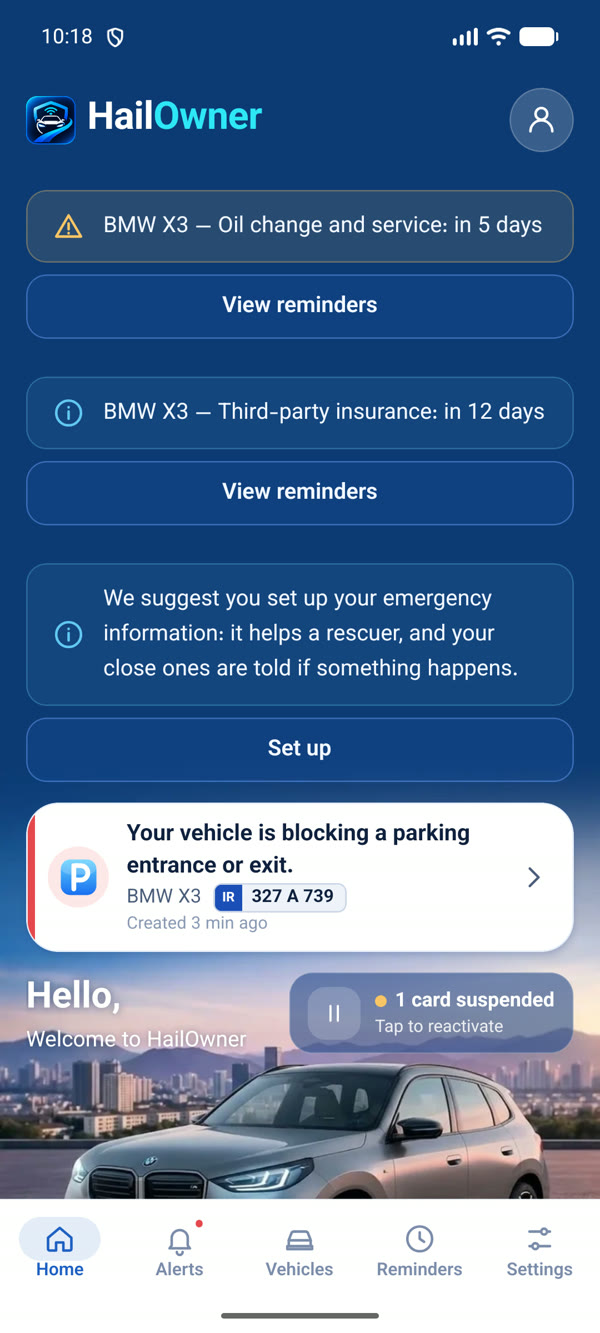 10:18
HailOwner
BMW X3 – Oil change and service: in 5 days
View reminders
BMW X3 – Third-party insurance: in 12 days
View reminders
We suggest you set up your emergency
information: it helps a rescuer, and your
close ones are told if something happens.
Set up
Your vehicle is blocking a parking
entrance or exit.
P
BMW X3 IR 327 A 739
Created 3 min ago
Hello,
Welcome to HailOwner
1 card suspended
Tap to reactivate
Home Alerts Vehicles Reminders Settings